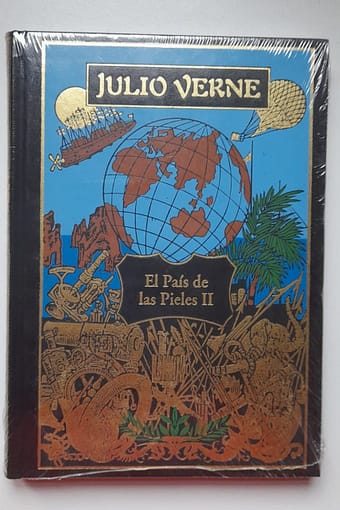 JULIO VERNE
El País de
las Pieles II